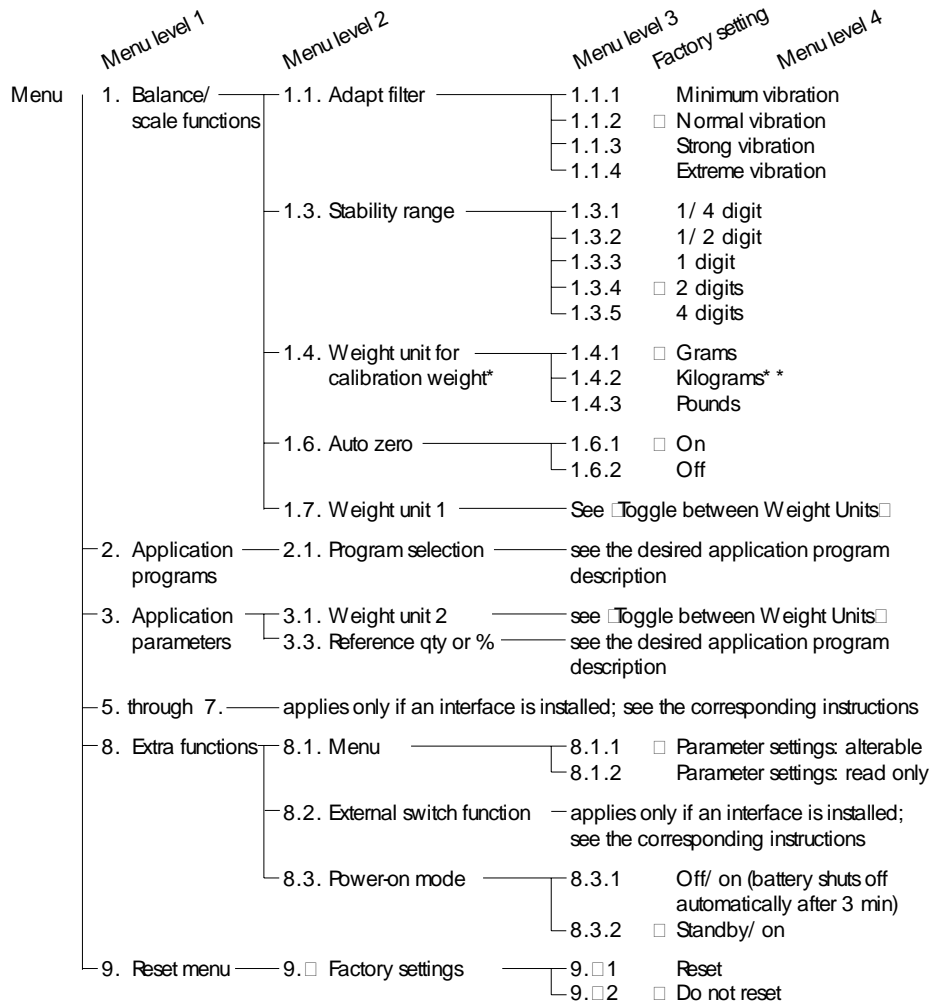 Menu level 1 Menu level 2 Menu level 3 Factory setting Menu level 4
Menu 1. Balance/ 1.1. Adapt filter 1.1.1 Minimum vibration
scale functions 1.1.2 □ Normal vibration
1.1.3 Strong vibration
1.1.4 Extreme vibration
1.3. Stability range 1.3.1 1/ 4 digit
1.3.2 1/ 2 digit
1.3.3 1 digit
1.3.4 □ 2 digits
1.3.5 4 digits
1.4. Weight unit for 1.4.1 □ Grams
calibration weight* 1.4.2 Kilograms* *
1.4.3 Pounds
1.6. Auto zero 1.6.1 □ On
1.6.2 Off
1.7. Weight unit 1 See □Toggle between Weight Units□
2. Application 2.1. Program selection see the desired application program
programs description
3. Application 3.1. Weight unit 2 see □Toggle between Weight Units□
parameters 3.3. Reference qty or % see the desired application program
description
5. through 7. applies only if an interface is installed; see the corresponding instructions
8. Extra functions 8.1. Menu 8.1.1 □ Parameter settings: alterable
8.1.2 Parameter settings: read only
8.2. External switch function applies only if an interface is installed;
see the corresponding instructions
8.3. Power-on mode 8.3.1 Off/ on (battery shuts off
automatically after 3 min)
8.3.2 □ Standby/ on
9. Reset menu 9.□ Factory settings 9.□1 Reset
9.□2 □ Do not reset